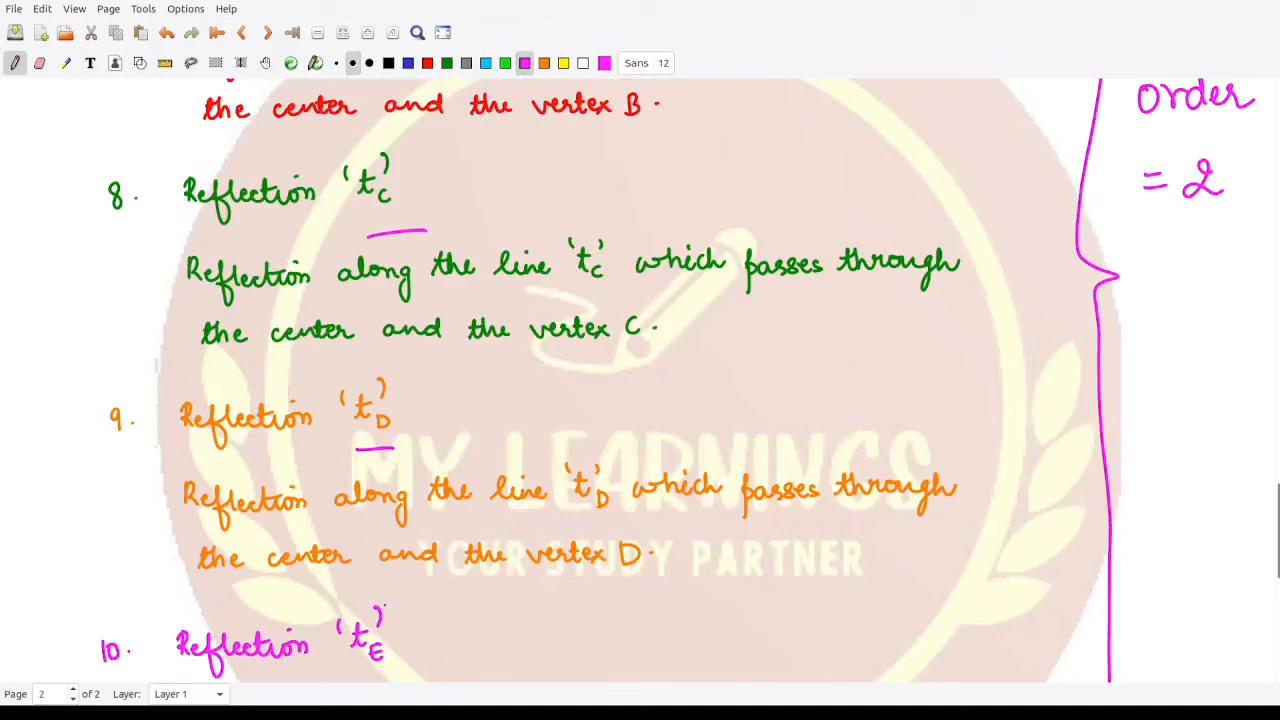 File Edit View Page Tools Options Help
Sans 12
the center and the vertex B.
order
= 2
8. Reflection 't_C'
Reflection along the line 't_C' which passes through
the center and the vertex C.
9. Reflection 't_D'
Reflection along the line 't_D' which passes through
the center and the vertex D.
MY LEARNINGS
YOUR STUDY PARTNER
10. Reflection 't_E'
Page 2 of 2 Layer: Layer 1